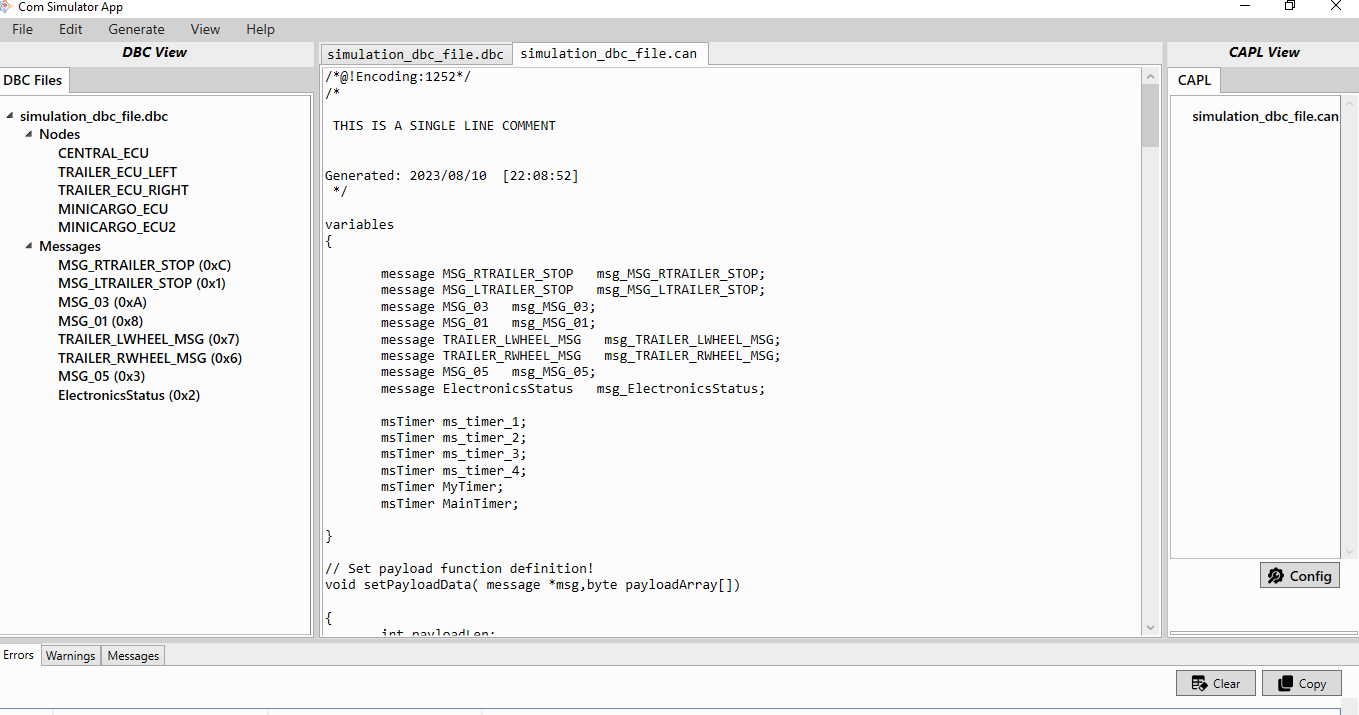 Com Simulator App
File Edit Generate View Help
DBC View
DBC Files
simulation_dbc_file.dbc
Nodes
CENTRAL_ECU
TRAILER_ECU_LEFT
TRAILER_ECU_RIGHT
MINICARGO_ECU
MINICARGO_ECU2
Messages
MSG_RTRAILER_STOP (0xC)
MSG_LTRAILER_STOP (0x1)
MSG_03 (0xA)
MSG_01 (0x8)
TRAILER_LWHEEL_MSG (0x7)
TRAILER_RWHEEL_MSG (0x6)
MSG_05 (0x3)
ElectronicsStatus (0x2)
simulation_dbc_file.dbc simulation_dbc_file.can
/*@!Encoding:1252*/
/*
THIS IS A SINGLE LINE COMMENT
Generated: 2023/08/10 [22:08:52]
*/
variables
{
message MSG_RTRAILER_STOP msg_MSG_RTRAILER_STOP;
message MSG_LTRAILER_STOP msg_MSG_LTRAILER_STOP;
message MSG_03 msg_MSG_03;
message MSG_01 msg_MSG_01;
message TRAILER_LWHEEL_MSG msg_TRAILER_LWHEEL_MSG;
message TRAILER_RWHEEL_MSG msg_TRAILER_RWHEEL_MSG;
message MSG_05 msg_MSG_05;
message ElectronicsStatus msg_ElectronicsStatus;
msTimer ms_timer_1;
msTimer ms_timer_2;
msTimer ms_timer_3;
msTimer ms_timer_4;
msTimer MyTimer;
msTimer MainTimer;
}
// Set payload function definition!
void setPayloadData( message *msg,byte payloadArray[])
{
int payloadLen;
CAPL View
CAPL
simulation_dbc_file.can
Config
Errors Warnings Messages
Clear Copy